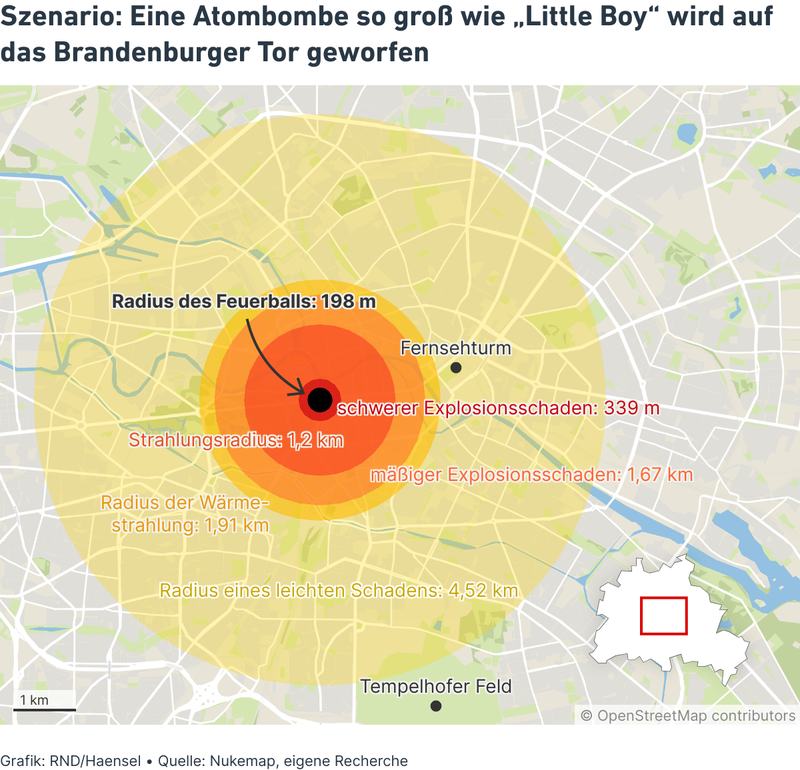 Szenario: Eine Atombombe so groß wie „Little Boy“ wird auf
das Brandenburger Tor geworfen
Radius des Feuerballs: 198 m
Fernsehturm
schwerer Explosionsschaden: 339 m
Strahlungsradius: 1,2 km
mäßiger Explosionsschaden: 1,67 km
Radius der Wärme-
strahlung: 1,91 km
Radius eines leichten Schadens: 4,52 km
Tempelhofer Feld
1 km
© OpenStreetMap contributors
Grafik: RND/Haensel • Quelle: Nukemap, eigene Recherche